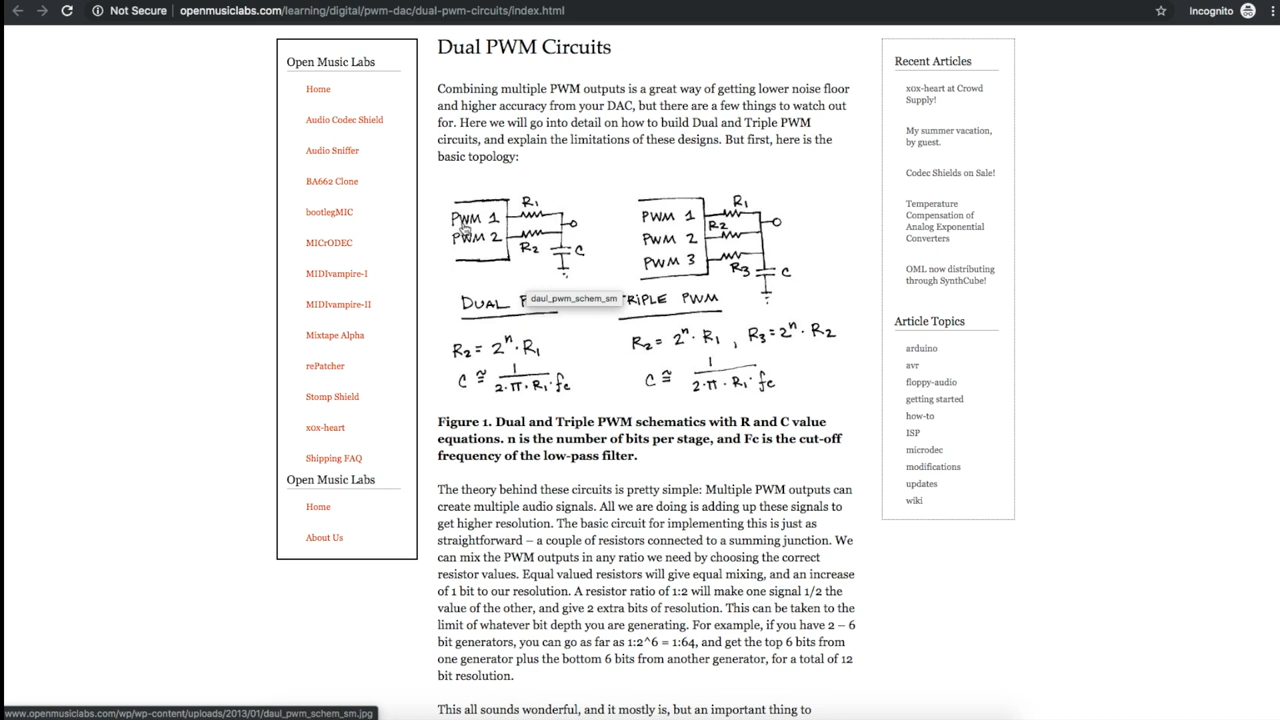 Not Secure openmusiclabs.com/learning/digital/pwm-dac/dual-pwm-circuits/index.html Incognito
Open Music Labs
Home
Audio Codec Shield
Audio Sniffer
BA662 Clone
bootlegMIC
MICrODEC
MIDIvampire-I
MIDIvampire-II
Mixtape Alpha
rePatcher
Stomp Shield
x0x-heart
Shipping FAQ
Open Music Labs
Home
About Us
Dual PWM Circuits
Combining multiple PWM outputs is a great way of getting lower noise floor
and higher accuracy from your DAC, but there are a few things to watch out
for. Here we will go into detail on how to build Dual and Triple PWM
circuits, and explain the limitations of these designs. But first, here is the
basic topology:
PWM 1 R1
PWM 2 R2 C
DUAL P
R2 = 2^n · R1
C ≅ 1 / 2·π·R1·fc
PWM 1 R1
PWM 2 R2
PWM 3 R3 C
TRIPLE PWM
R2 = 2^n · R1 , R3 = 2^n · R2
C ≅ 1 / 2·π·R1·fc
daul_pwm_schem_sm
Figure 1. Dual and Triple PWM schematics with R and C value
equations. n is the number of bits per stage, and Fc is the cut-off
frequency of the low-pass filter.
The theory behind these circuits is pretty simple: Multiple PWM outputs can
create multiple audio signals. All we are doing is adding up these signals to
get higher resolution. The basic circuit for implementing this is just as
straightforward – a couple of resistors connected to a summing junction. We
can mix the PWM outputs in any ratio we need by choosing the correct
resistor values. Equal valued resistors will give equal mixing, and an increase
of 1 bit to our resolution. A resistor ratio of 1:2 will make one signal 1/2 the
value of the other, and give 2 extra bits of resolution. This can be taken to the
limit of whatever bit depth you are generating. For example, if you have 2 – 6
bit generators, you can go as far as 1:2^6 = 1:64, and get the top 6 bits from
one generator plus the bottom 6 bits from another generator, for a total of 12
bit resolution.
This all sounds wonderful, and it mostly is, but an important thing to
Recent Articles
x0x-heart at Crowd
Supply!
My summer vacation,
by guest.
Codec Shields on Sale!
Temperature
Compensation of
Analog Exponential
Converters
OML now distributing
through SynthCube!
Article Topics
arduino
avr
floppy-audio
getting started
how-to
ISP
microdec
modifications
updates
wiki
www.openmusiclabs.com/wp/wp-content/uploads/2013/01/daul_pwm_schem_sm.jpg